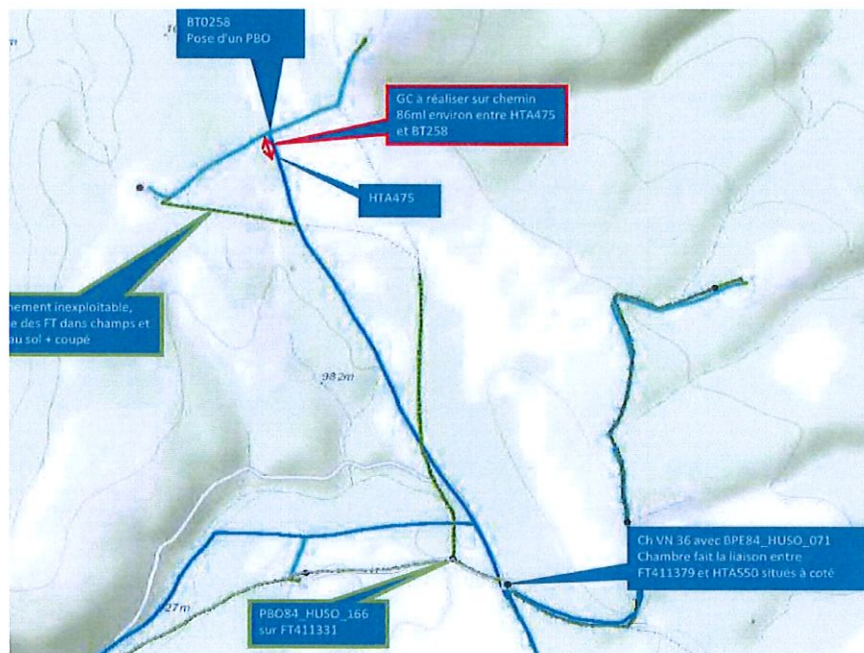 BT0258
Pose d'un PBO
GC à réaliser sur chemin
86ml environ entre HTA475
et BT258
HTA475
nement inexploitable,
e des FT dans champs et
au sol + coupé
982m
Ch VN 36 avec BPE84_HUSO_071
Chambre fait la liaison entre
FT411379 et HTA550 situés à coté
PBO84_HUSO_166
sur FT411331
27m